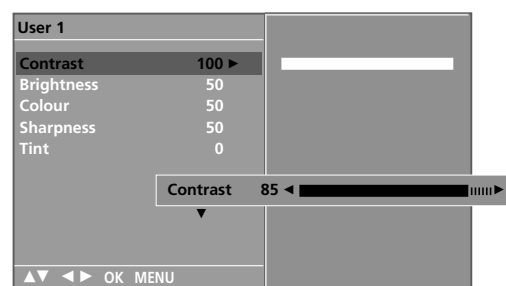 User 1
Contrast 100 ►
Brightness 50
Colour 50
Sharpness 50
Tint 0
Contrast 85 ◄ ►
▼
▲▼ ◄► OK MENU